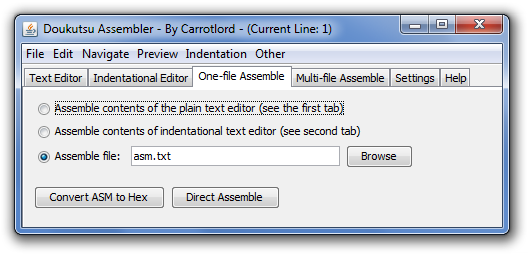 Doukutsu Assembler - By Carrotlord - (Current Line: 1)
File Edit Navigate Preview Indentation Other
Text Editor Indentational Editor One-file Assemble Multi-file Assemble Settings Help
Assemble contents of the plain text editor (see the first tab)
Assemble contents of indentational text editor (see second tab)
Assemble file: asm.txt Browse
Convert ASM to Hex Direct Assemble